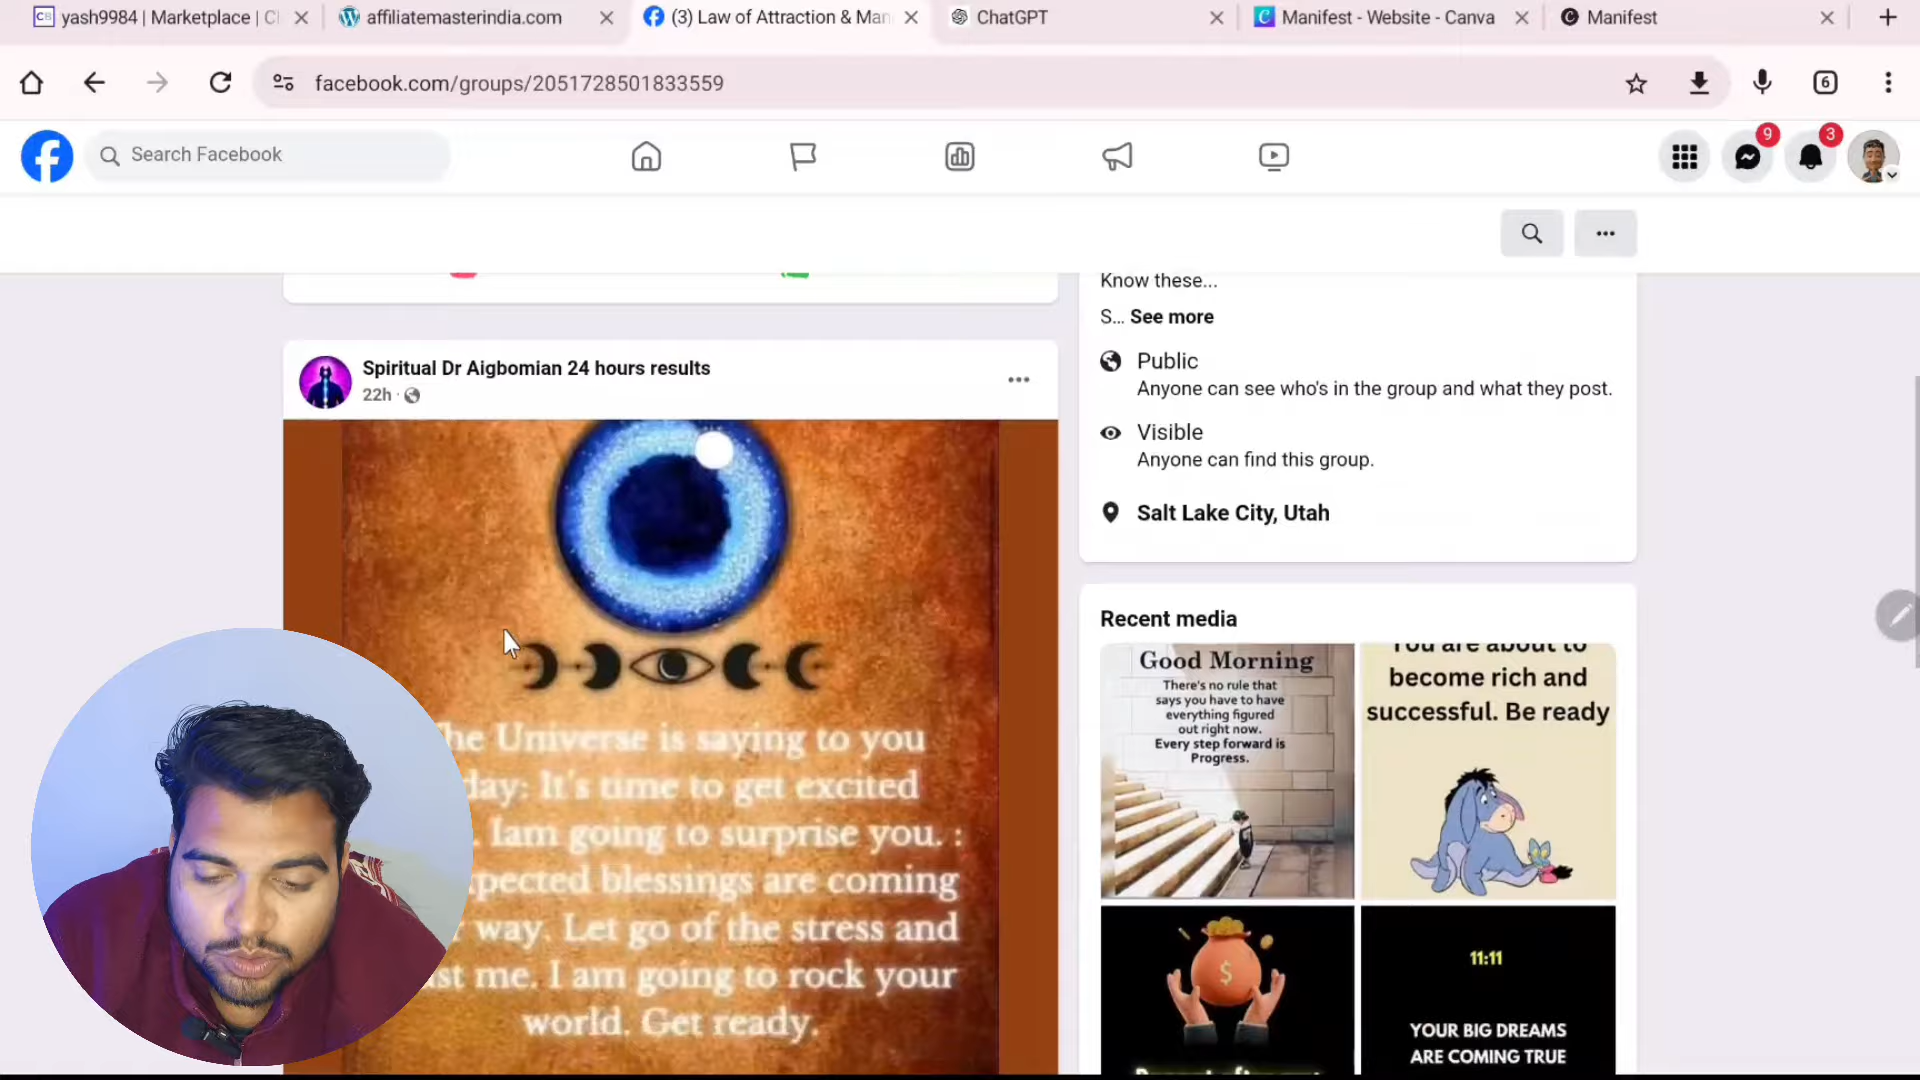 yash9984 | Marketplace | Cl
affiliatemasterindia.com
(3) Law of Attraction & Man
ChatGPT
Manifest - Website - Canva
Manifest
facebook.com/groups/2051728501833559
6
Search Facebook
9
3
Know these...
S... See more
Public
Anyone can see who's in the group and what they post.
Visible
Anyone can find this group.
Salt Lake City, Utah
Spiritual Dr Aigbomian 24 hours results
22h ·
he Universe is saying to you
day: It's time to get excited
. Iam going to surprise you. :
pected blessings are coming
way. Let go of the stress and
st me. I am going to rock your
world. Get ready.
Recent media
Good Morning
There's no rule that
says you have to have
everything figured
out right now.
Every step forward is
Progress.
You are about to
become rich and
successful. Be ready
$
11:11
YOUR BIG DREAMS
ARE COMING TRUE